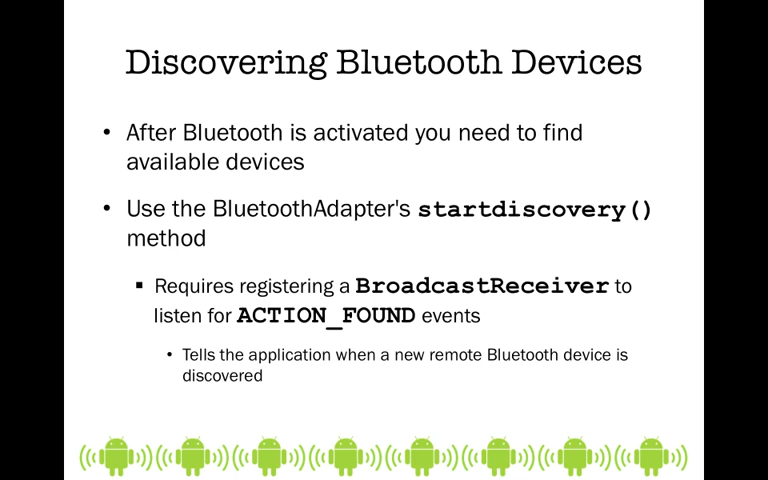 Discovering Bluetooth Devices
• After Bluetooth is activated you need to find
available devices
• Use the BluetoothAdapter's startdiscovery()
method
▪ Requires registering a BroadcastReceiver to
listen for ACTION_FOUND events
• Tells the application when a new remote Bluetooth device is
discovered